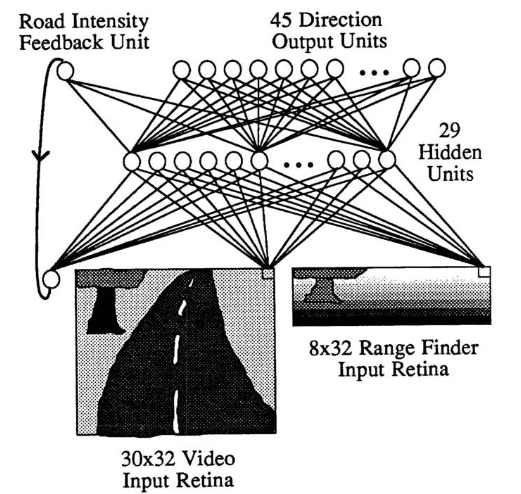 Road Intensity
Feedback Unit
45 Direction
Output Units
29
Hidden
Units
8x32 Range Finder
Input Retina
30x32 Video
Input Retina